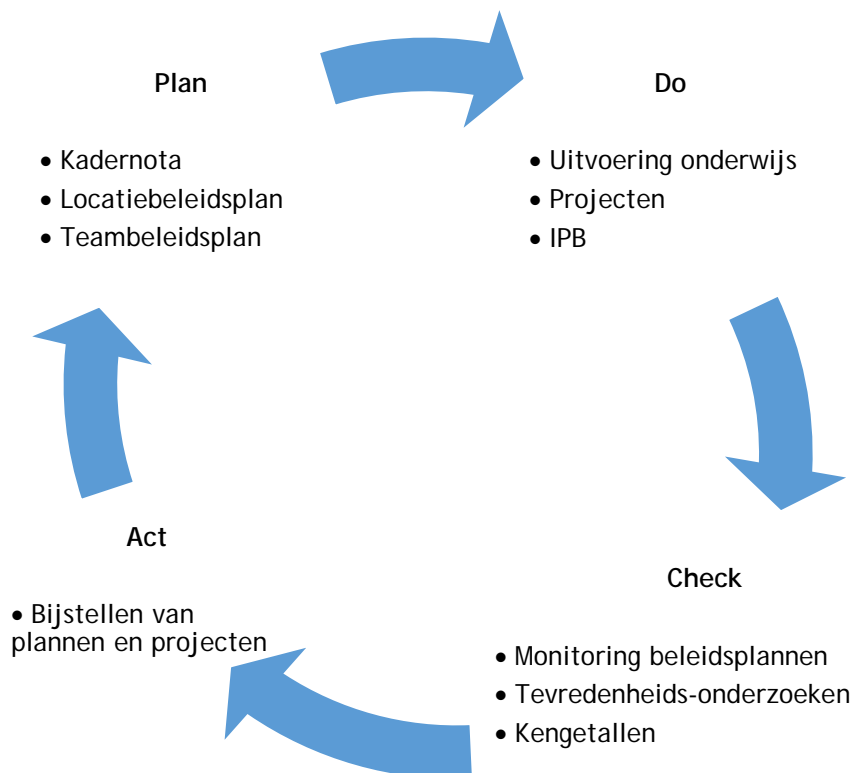 Plan
• Kadernota
• Locatiebeleidsplan
• Teambeleidsplan
Do
• Uitvoering onderwijs
• Projecten
• IPB
Check
• Monitoring beleidsplannen
• Tevredenheids-onderzoeken
• Kengetallen
Act
• Bijstellen van
plannen en projecten